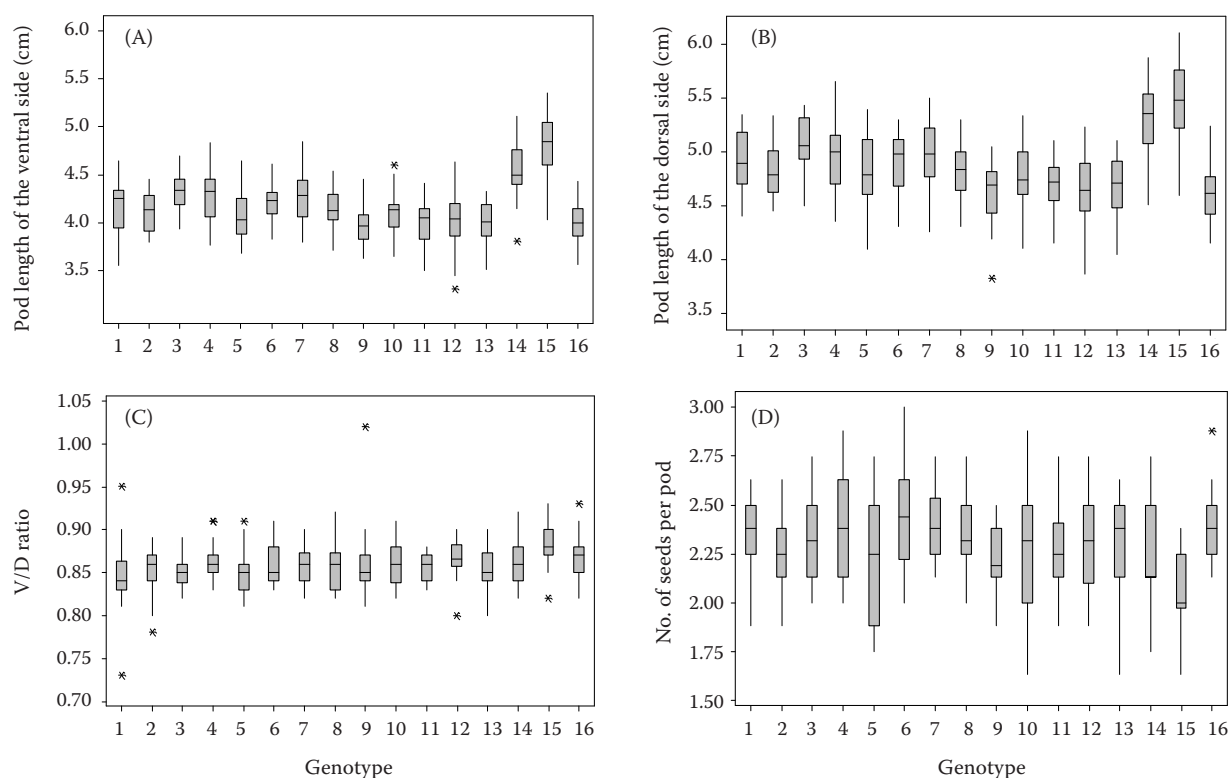 (A)
Pod length of the ventral side (cm)
6.0
5.5
5.0
4.5
4.0
3.5
1 2 3 4 5 6 7 8 9 10 11 12 13 14 15 16
(B)
Pod length of the dorsal side (cm)
6.0
5.5
5.0
4.5
4.0
3.5
1 2 3 4 5 6 7 8 9 10 11 12 13 14 15 16
(C)
V/D ratio
1.05
1.00
0.95
0.90
0.85
0.80
0.75
0.70
1 2 3 4 5 6 7 8 9 10 11 12 13 14 15 16
Genotype
(D)
No. of seeds per pod
3.00
2.75
2.50
2.25
2.00
1.75
1.50
1 2 3 4 5 6 7 8 9 10 11 12 13 14 15 16
Genotype